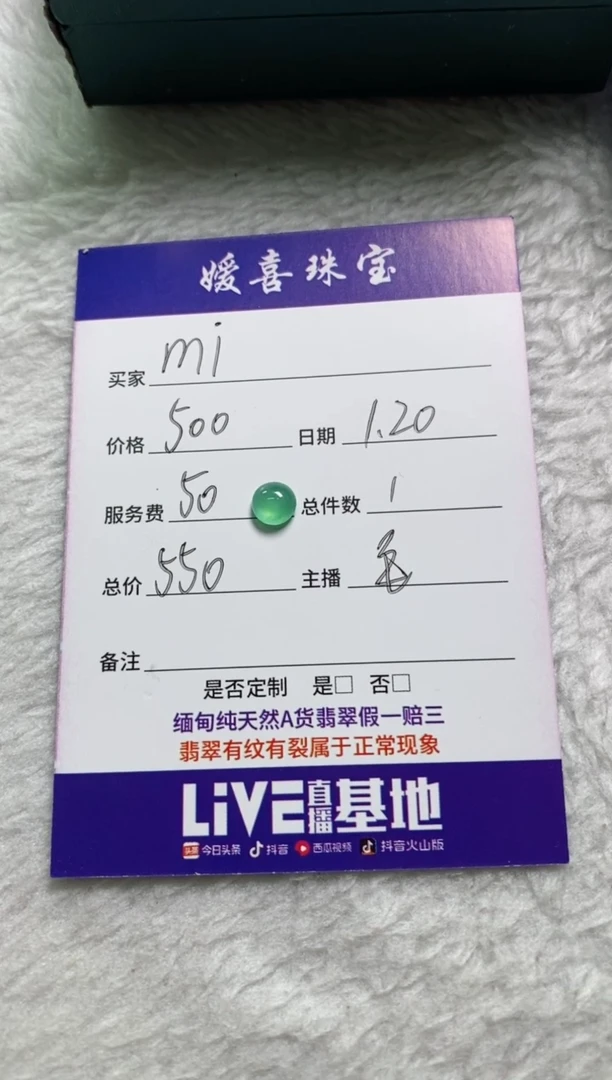 媛喜珠宝
买家 mi
价格 500 日期 1.20
服务费 50 总件数 1
总价 550 主播
备注
是否定制 是□ 否□
缅甸纯天然A货翡翠假一赔三
翡翠有纹有裂属于正常现象
LiVE直播基地
头条 今日头条 抖音 西瓜视频 抖音火山版